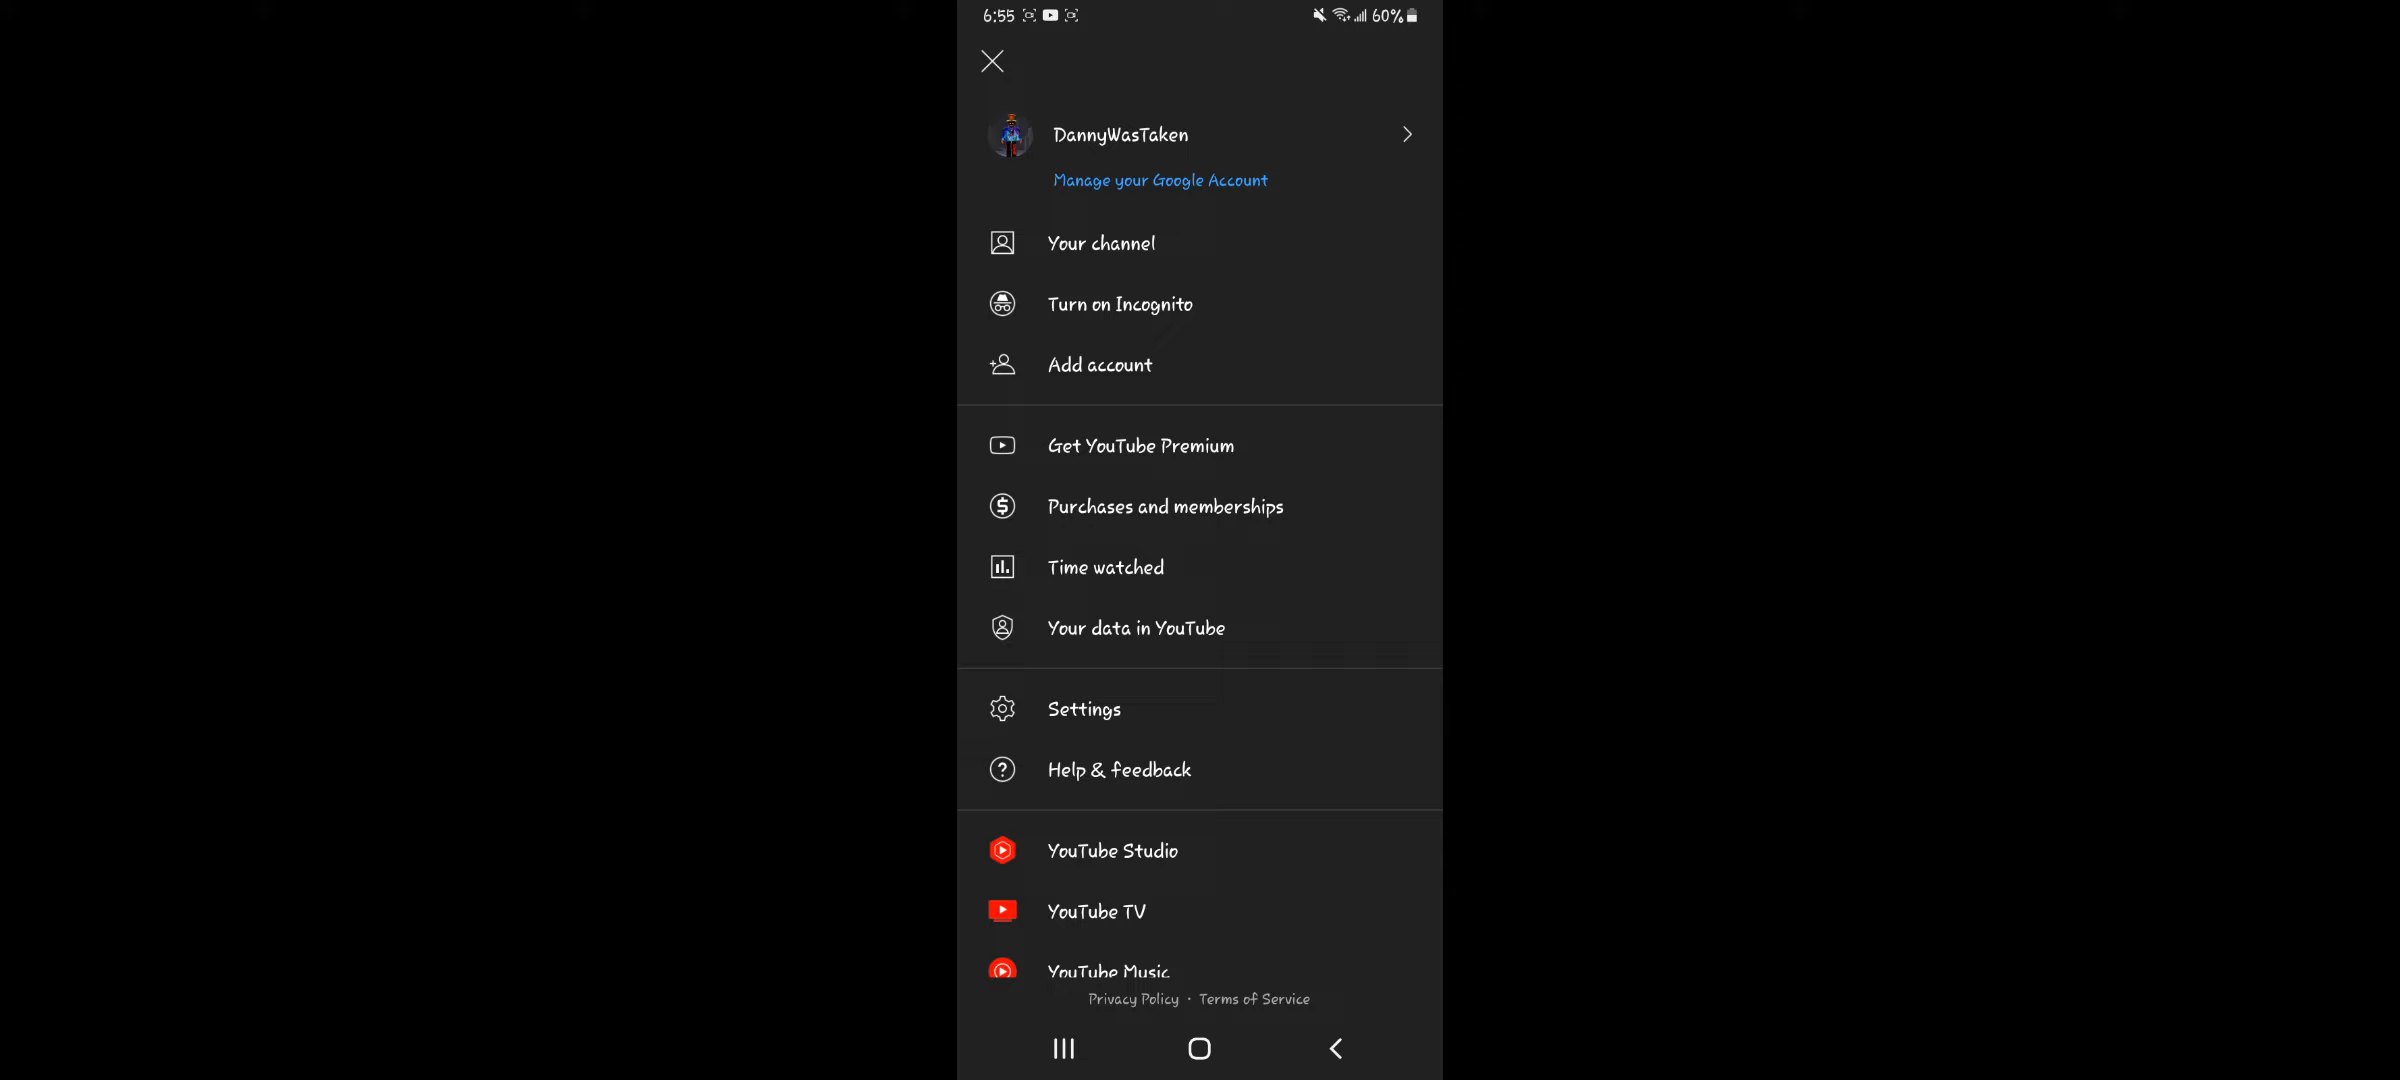 6:55 60%
DannyWasTaken
Manage your Google Account
Your channel
Turn on Incognito
Add account
Get YouTube Premium
Purchases and memberships
Time watched
Your data in YouTube
Settings
Help & feedback
YouTube Studio
YouTube TV
YouTube Music
Privacy Policy • Terms of Service